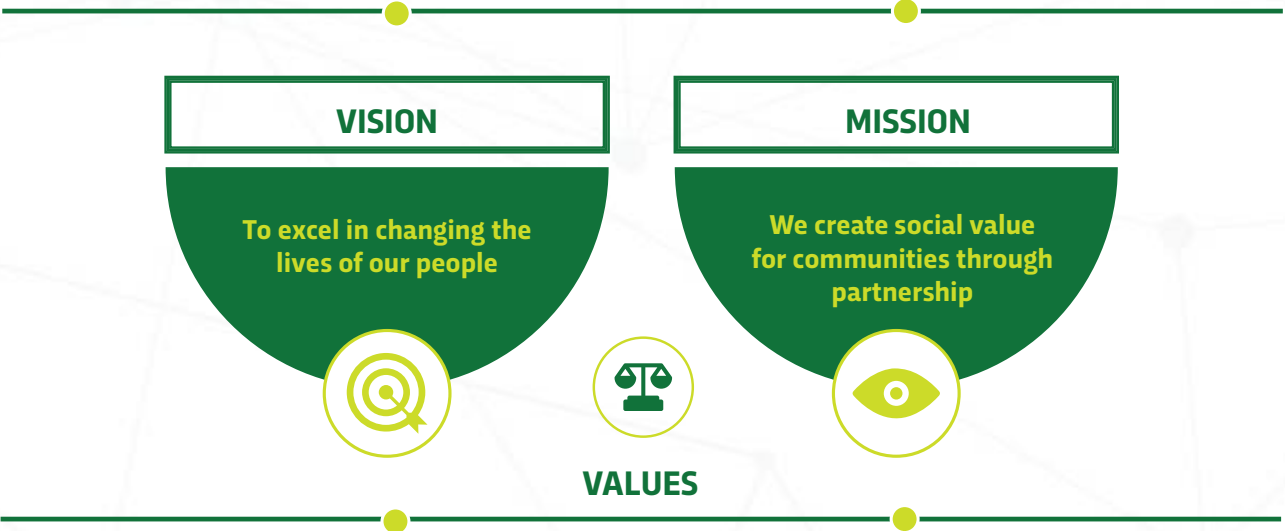 VISION
To excel in changing the
lives of our people
MISSION
We create social value
for communities through
partnership
VALUES